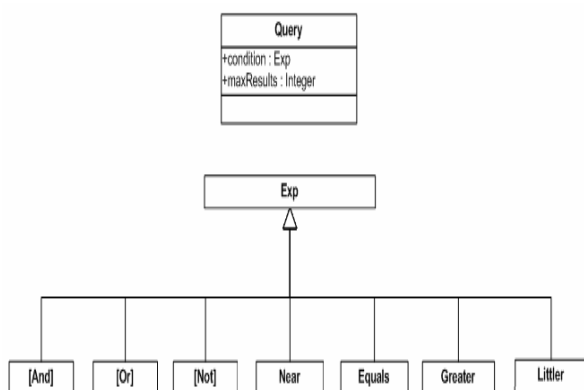 Query
+condition : Exp
+maxResults : Integer
Exp
[And] [Or] [Not] Near Equals Greater Littler